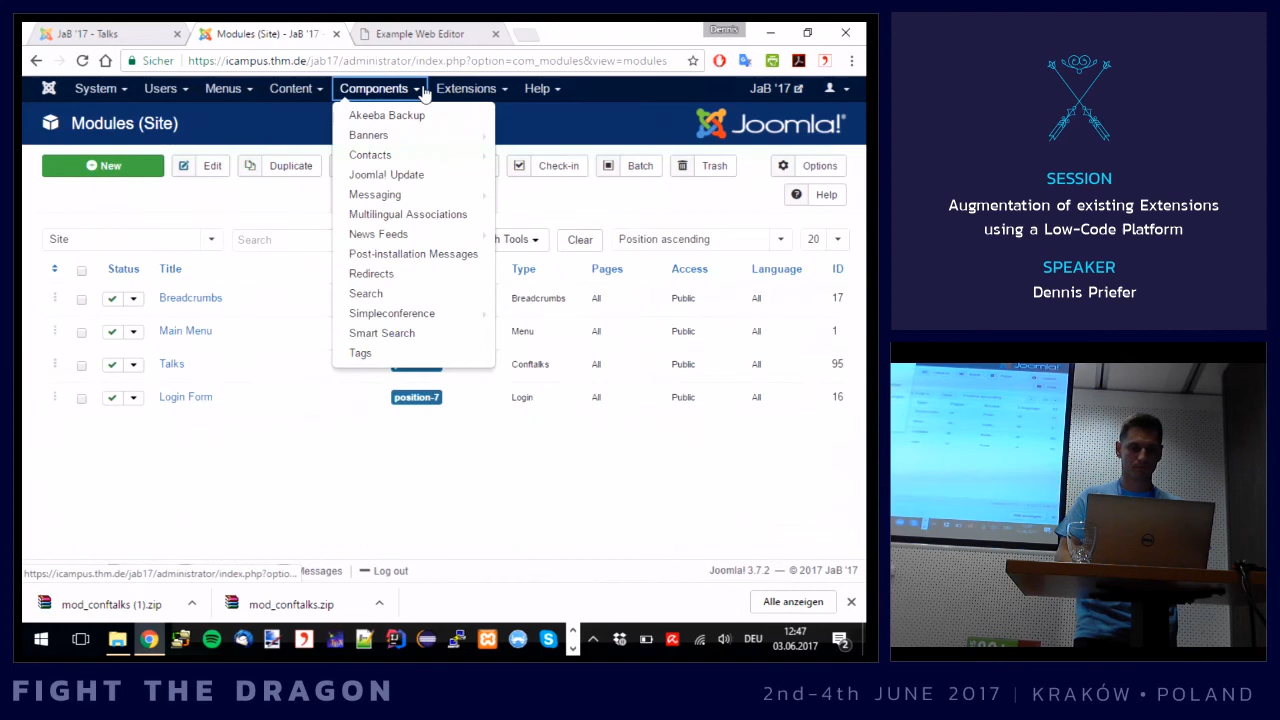 JaB '17 - Talks
Modules (Site) - JaB '17 -
Example Web Editor
Dennis
Sicher
https://icampus.thm.de/jab17/administrator/index.php?option=com_modules&view=modules
System
Users
Menus
Content
Components
Extensions
Help
JaB '17
Modules (Site)
Joomla!
New
Edit
Duplicate
Check-in
Batch
Trash
Options
Help
Site
Search
h Tools
Clear
Position ascending
20
Status
Title
Type
Pages
Access
Language
ID
Breadcrumbs
Breadcrumbs
All
Public
All
17
Main Menu
Menu
All
Public
All
1
Talks
Conftalks
All
Public
All
95
Login Form
position-7
Login
All
Public
All
16
Akeeba Backup
Banners
Contacts
Joomla! Update
Messaging
Multilingual Associations
News Feeds
Post-installation Messages
Redirects
Search
Simpleconference
Smart Search
Tags
https://icampus.thm.de/jab17/administrator/index.php?optio...
Messages
Log out
Joomla! 3.7.2 — © 2017 JaB '17
mod_conftalks (1).zip
mod_conftalks.zip
Alle anzeigen
DEU
12:47
03.06.2017
2
SESSION
Augmentation of existing Extensions
using a Low-Code Platform
SPEAKER
Dennis Priefer
Joomla!
DELL
FIGHT THE DRAGON
2nd-4th JUNE 2017 | KRAKÓW • POLAND